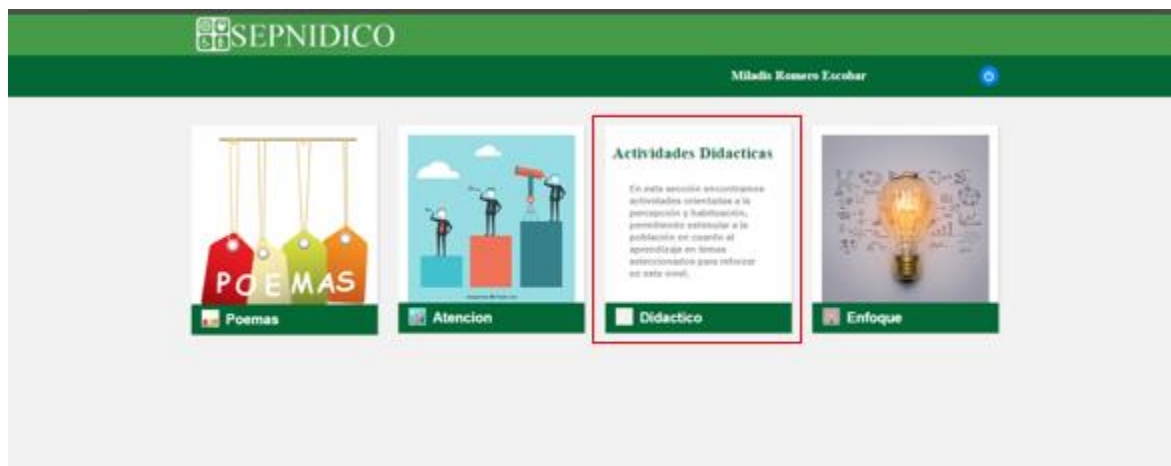 SEPNIDICO
Miladis Romero Escobar
POEMAS
Poemas
Atencion
Actividades Didacticas
En esta sección encontramos
actividades orientadas a la
percepción y habituación,
permitiendo estimular a la
población en cuanto al
aprendizaje en temas
seleccionados para reforzar
en este nivel.
Didactico
Enfoque